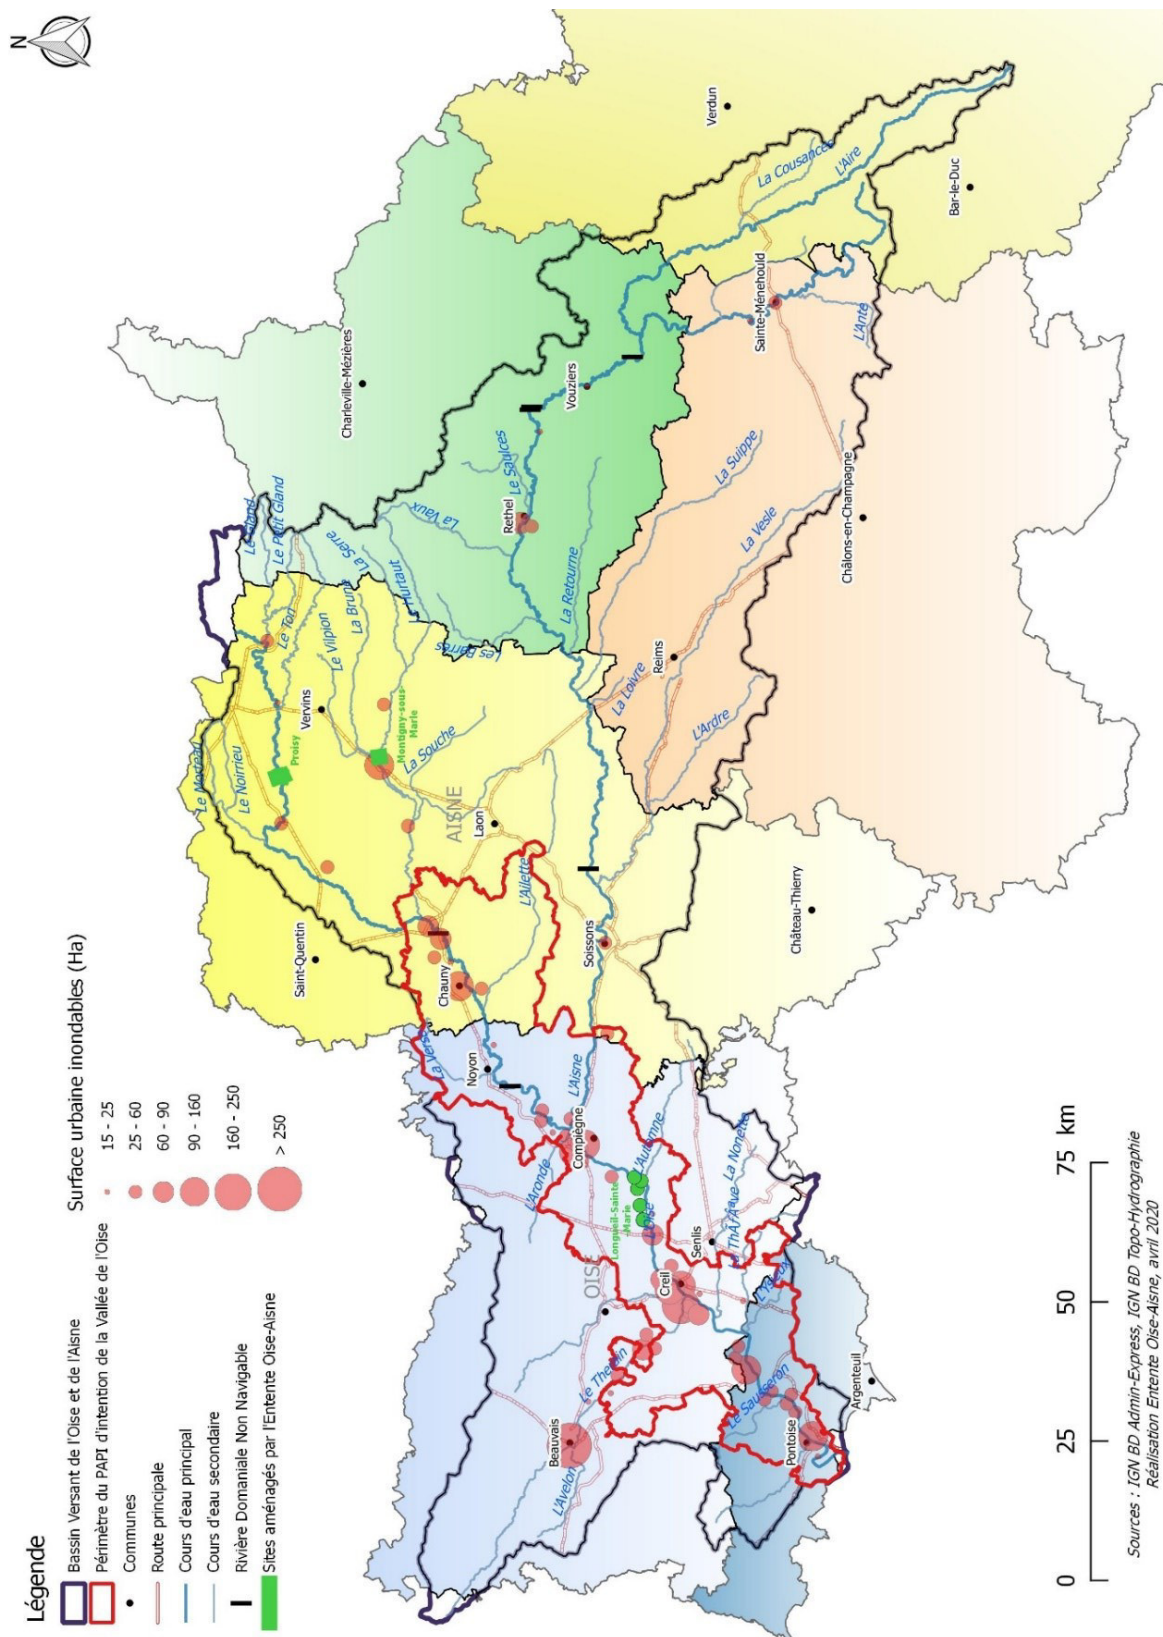 N
Légende
Bassin Versant de l'Oise et de l'Aisne
Périmètre du PAPI d'intention de la Vallée de l'Oise
Communes
Route principale
Cours d'eau principal
Cours d'eau secondaire
Rivière Domaniale Non Navigable
Sites aménagés par l'Entente Oise-Aisne
Surface urbaine inondables (Ha)
15 - 25
25 - 60
60 - 90
90 - 160
160 - 250
> 250
Saint-Quentin
Le Noirrieu
Proisy
Vervins
Le Ton
Le Petit Gland
Le Vilpion
La Brune
La Serre
Le Hurtaut
Les Barres
Montigny-sous-
Marle
La Souche
AISNE
Laon
L'Ailette
Chauny
La Verse
Noyon
Soissons
L'Aisne
Compiègne
L'Aronde
L'Automne
Longueil-Sainte
Marie
L'Oise
OISE
Creil
Senlis
La Nonette
Le Thérain
Beauvais
L'Avelon
Le Sausseron
Pontoise
Argenteuil
Château-Thierry
Charleville-Mézières
La Vaux
Le Saulces
Rethel
Vouziers
La Retourne
La Suippe
La Vesle
La Loivre
Reims
L'Ardre
Châlons-en-Champagne
Sainte-Ménehould
L'Ante
L'Aire
La Cousances
Verdun
Bar-le-Duc
0
25
50
75
km
Sources : IGN BD Admin-Express, IGN BD Topo-Hydrographie
Réalisation Entente Oise-Aisne, avril 2020